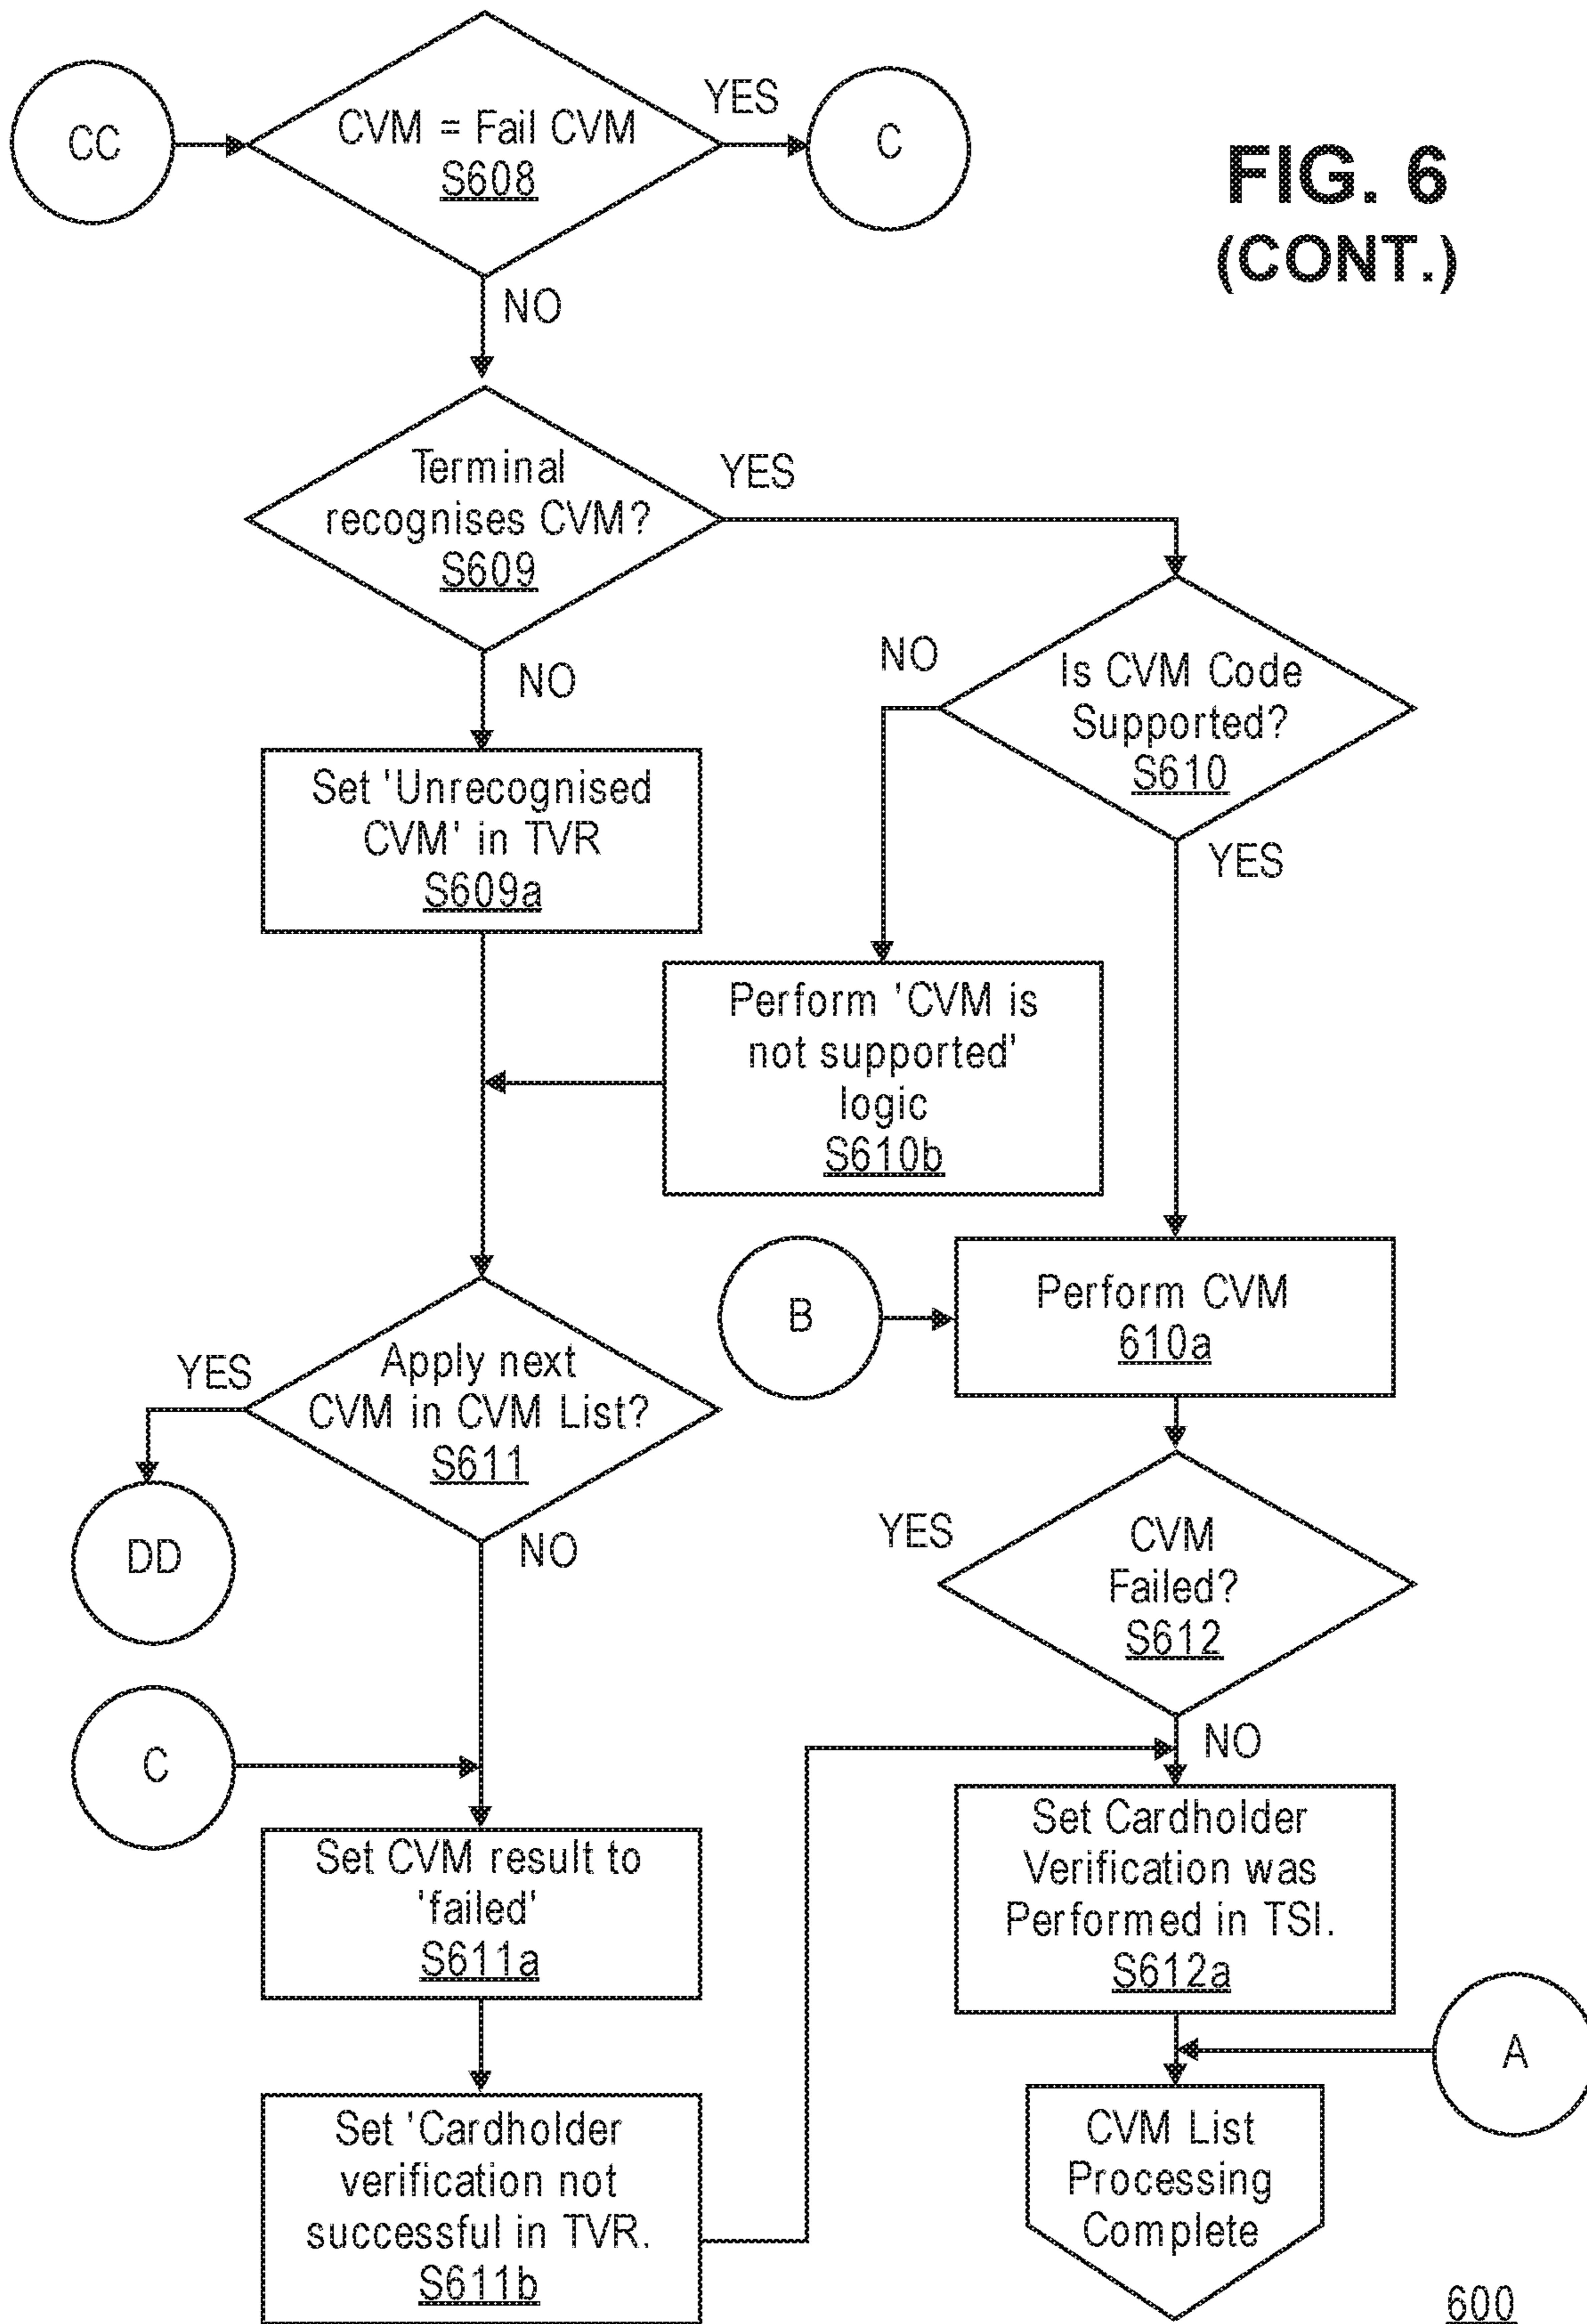 FIG. 6
(CONT.)
CC
CVM = Fail CVM
S608
YES
C
NO
Terminal
recognises CVM?
S609
YES
NO
Is CVM Code
Supported?
S610
NO
YES
Set 'Unrecognised
CVM' in TVR
S609a
Perform 'CVM is
not supported'
logic
S610b
B
Perform CVM
610a
Apply next
CVM in CVM List?
S611
YES
DD
NO
CVM
Failed?
S612
YES
NO
C
Set CVM result to
'failed'
S611a
Set Cardholder
Verification was
Performed in TSI.
S612a
A
Set 'Cardholder
verification not
successful in TVR.
S611b
CVM List
Processing
Complete
600